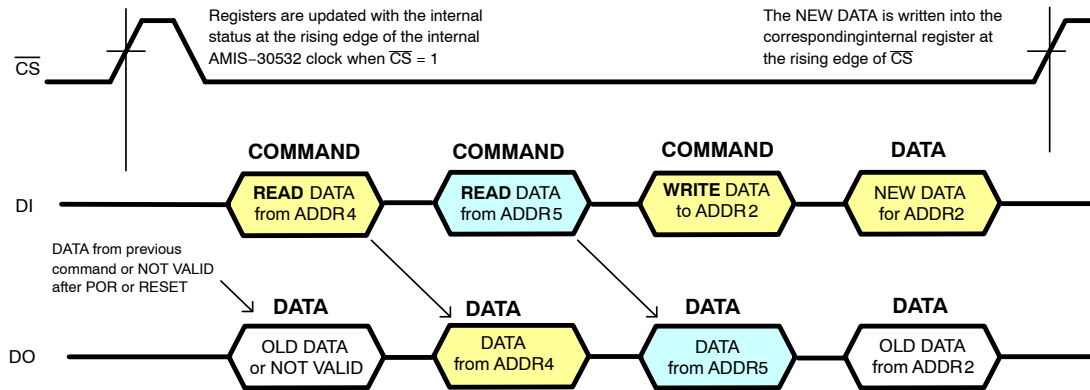 Registers are updated with the internal
status at the rising edge of the internal
AMIS−30532 clock when CS = 1
The NEW DATA is written into the
correspondinginternal register at
the rising edge of CS
CS
COMMAND
COMMAND
COMMAND
DATA
DI
READ DATA
from ADDR4
READ DATA
from ADDR5
WRITE DATA
to ADDR2
NEW DATA
for ADDR2
DATA from previous
command or NOT VALID
after POR or RESET
DATA
DATA
DATA
DATA
DO
OLD DATA
or NOT VALID
DATA
from ADDR4
DATA
from ADDR5
OLD DATA
from ADDR2